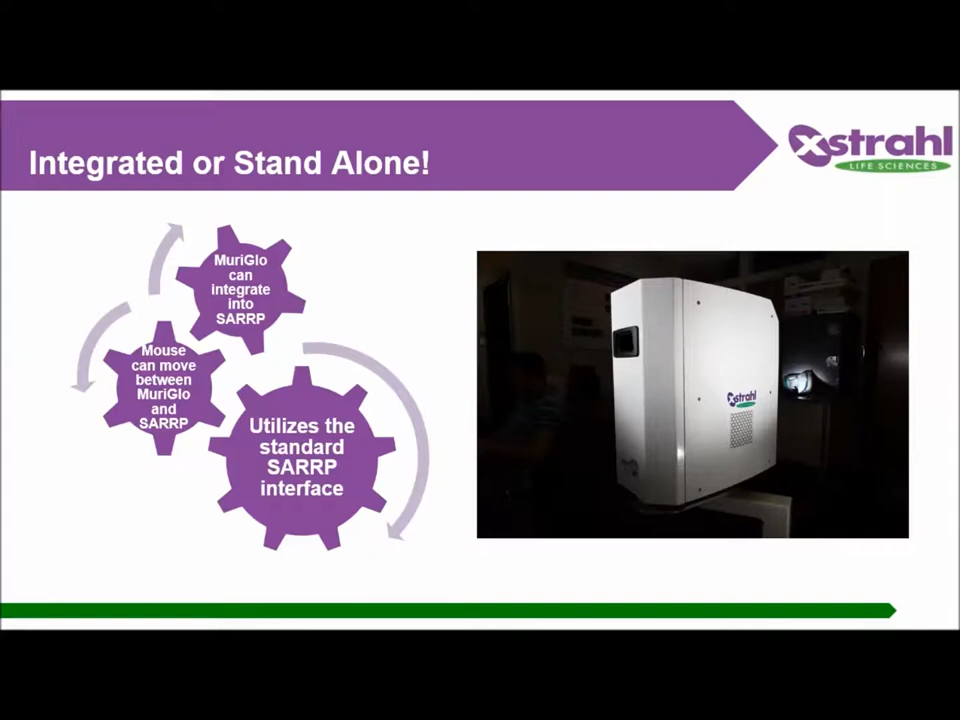 Integrated or Stand Alone!
xstrahl
LIFE SCIENCES
MuriGlo
can
integrate
into
SARRP
Mouse
can move
between
MuriGlo
and
SARRP
Utilizes the
standard
SARRP
interface
xstrahl